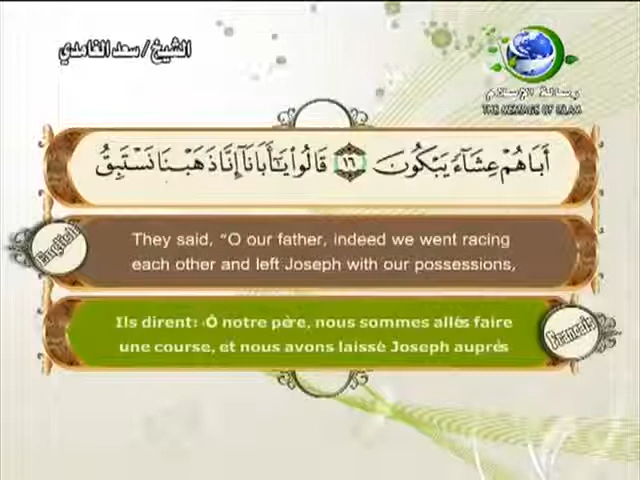 الشيخ / سعد الغامدي
رسالة الإسلام
THE MESSAGE OF ISLAM
أَبَاهُمْ عِشَآءً يَبْكُونَ ١٦ قَالُوا۟ يَـٰٓأَبَانَآ إِنَّا ذَهَبْنَا نَسْتَبِقُ
English
They said, "O our father, indeed we went racing
each other and left Joseph with our possessions,
Ils dirent: Ô notre père, nous sommes allés faire
une course, et nous avons laissé Joseph auprès
Francais